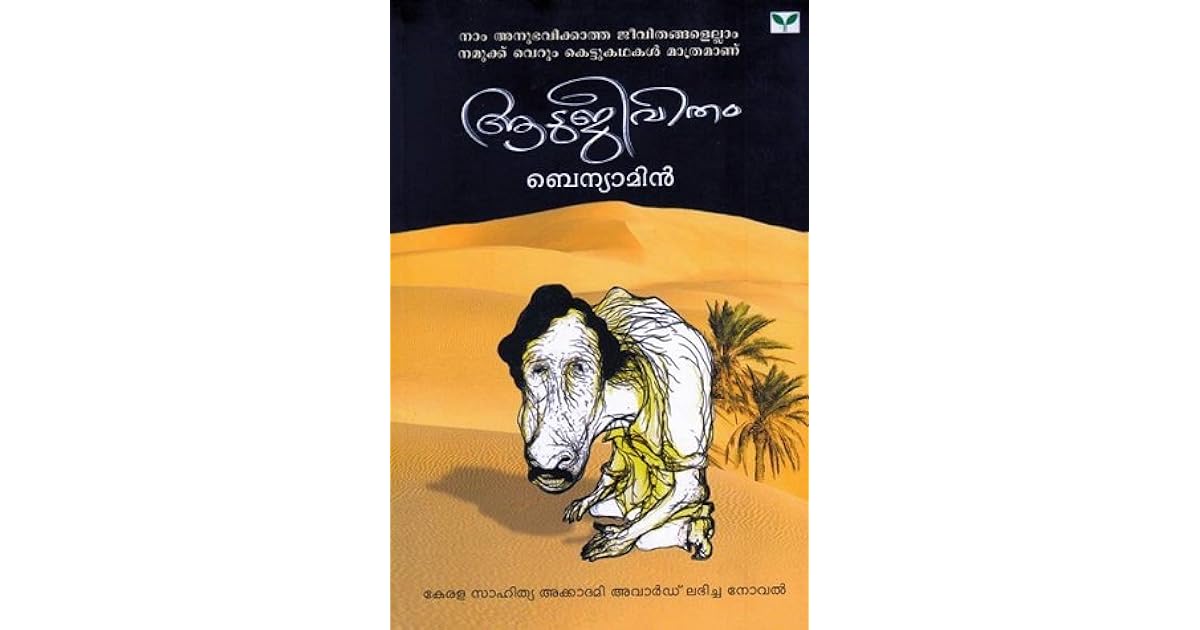 നാം അനുഭവിക്കാത്ത ജീവിതങ്ങളെല്ലാം
നമുക്ക് വെറും കെട്ടുകഥകൾ മാത്രമാണ്
ആടുജീവിതം
ബെന്യാമിൻ
കേരള സാഹിത്യ അക്കാദമി അവാർഡ് ലഭിച്ച നോവൽ